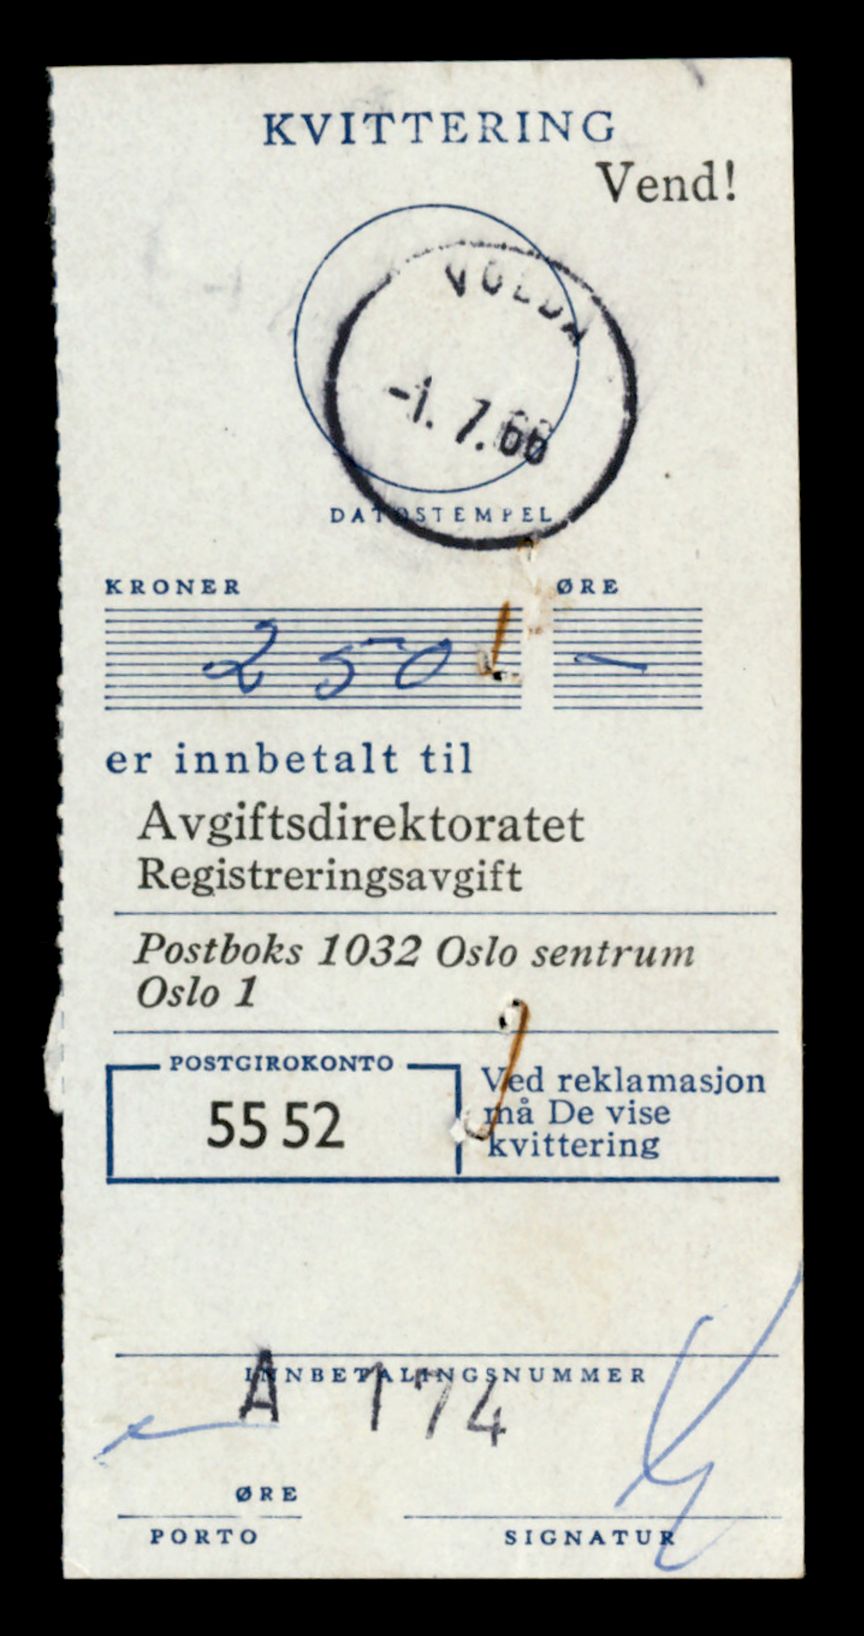 KVITTERING
Vend!
VOLDA
-1. 7. 66
DATOSTEMPEL
KRONER ØRE
250 —
er innbetalt til
Avgiftsdirektoratet
Registreringsavgift
Postboks 1032 Oslo sentrum
Oslo 1
POSTGIROKONTO
55 52
Ved reklamasjon
må De vise
kvittering
INNBETALINGSNUMMER
A 174
ØRE
PORTO SIGNATUR